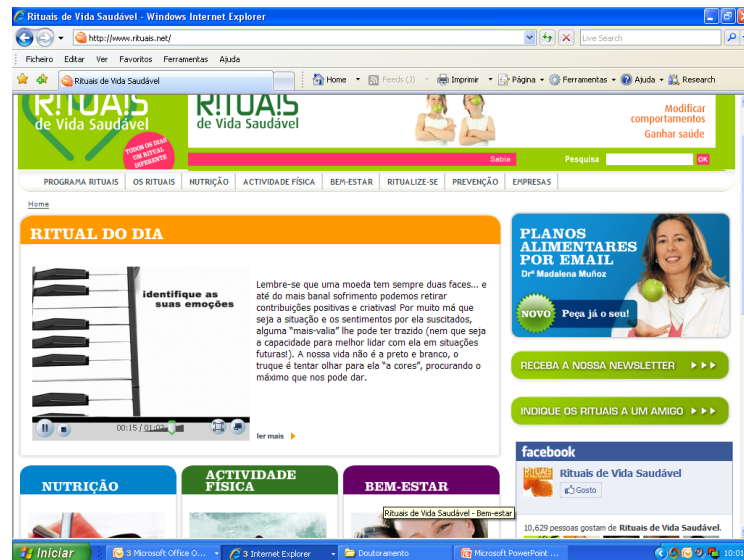 Rituais de Vida Saudável - Windows Internet Explorer
http://www.rituais.net/
Live Search
Ficheiro Editar Ver Favoritos Ferramentas Ajuda
Rituais de Vida Saudável
Home Feeds (J) Imprimir Página Ferramentas Ajuda Research
R!TUA!S
de Vida Saudável
TODOS OS DIAS
UM RITUAL
DIFERENTE
R!TUA!S
de Vida Saudável
Modificar
comportamentos
Ganhar saúde
Sabia
Pesquisa
OK
PROGRAMA RITUAIS OS RITUAIS NUTRIÇÃO ACTIVIDADE FÍSICA BEM-ESTAR RITUALIZE-SE PREVENÇÃO EMPRESAS
Home
RITUAL DO DIA
identifique as
suas emoções
00:15 / 01:02
Lembre-se que uma moeda tem sempre duas faces... e
até do mais banal sofrimento podemos retirar
contribuições positivas e criativas! Por muito má que
seja a situação e os sentimentos por ela suscitados,
alguma "mais-valia" lhe pode ter trazido (nem que seja
a capacidade para melhor lidar com ela em situações
futuras!). A nossa vida não é a preto e branco, o
truque é tentar olhar para ela "a cores", procurando o
máximo que nos pode dar.
ler mais
PLANOS
ALIMENTARES
POR EMAIL
Drª Madalena Muñoz
NOVO
Peça já o seu!
RECEBA A NOSSA NEWSLETTER
INDIQUE OS RITUAIS A UM AMIGO
facebook
RITUAIS
Rituais de Vida Saudável
Gosto
10,629 pessoas gostam de Rituais de Vida Saudável.
NUTRIÇÃO
ACTIVIDADE
FÍSICA
BEM-ESTAR
Rituais de Vida Saudável - Bem-estar
Iniciar
3 Microsoft Office O...
3 Internet Explorer
Doutoramento
Microsoft PowerPoint ...
10:01